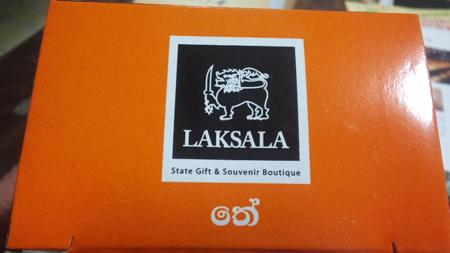 LAKSALA
State Gift & Souvenir Boutique
තේ